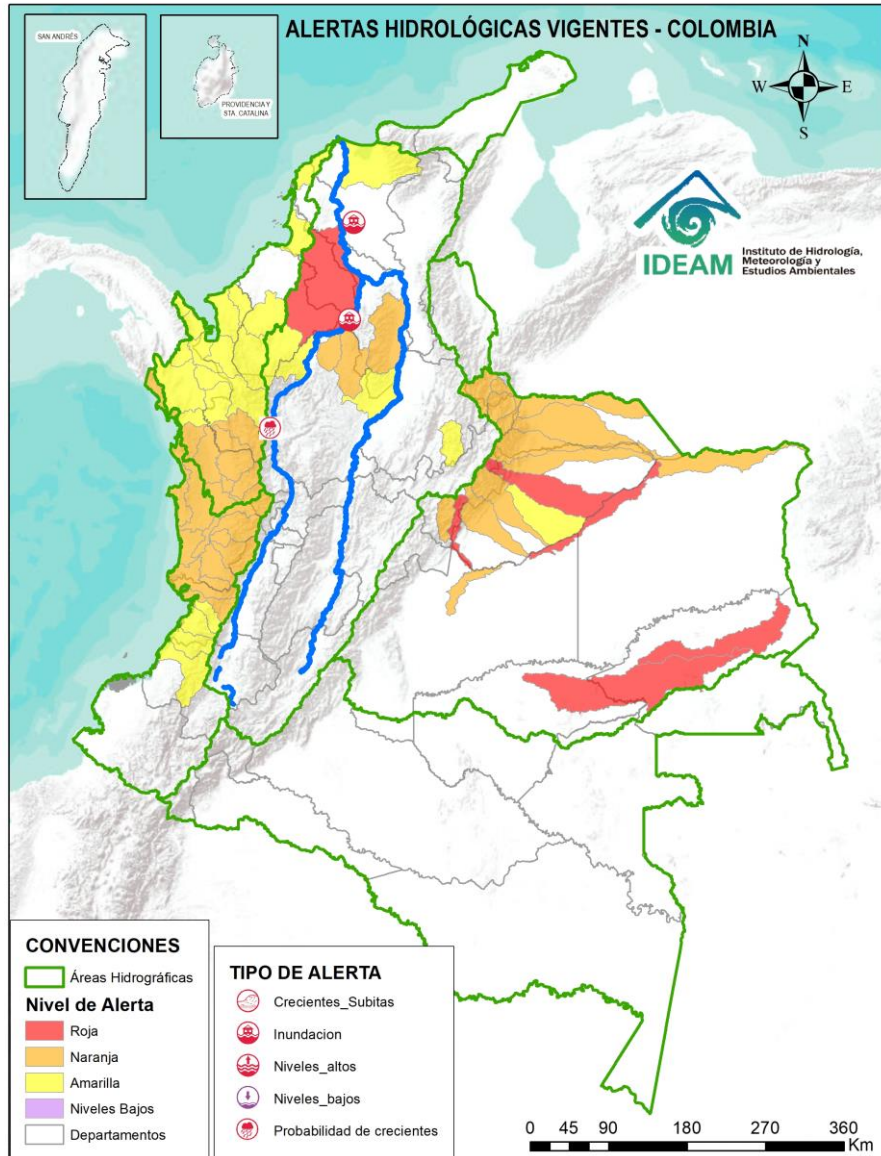 ALERTAS HIDROLÓGICAS VIGENTES - COLOMBIA
SAN ANDRÉS
PROVIDENCIA Y
STA. CATALINA
N
W
E
S
IDEAM
Instituto de Hidrología,
Meteorología y
Estudios Ambientales
CONVENCIONES
Áreas Hidrográficas
Nivel de Alerta
Roja
Naranja
Amarilla
Niveles Bajos
Departamentos
TIPO DE ALERTA
Crecientes_Subitas
Inundacion
Niveles_altos
Niveles_bajos
Probabilidad de crecientes
0 45 90 180 270 360
Km